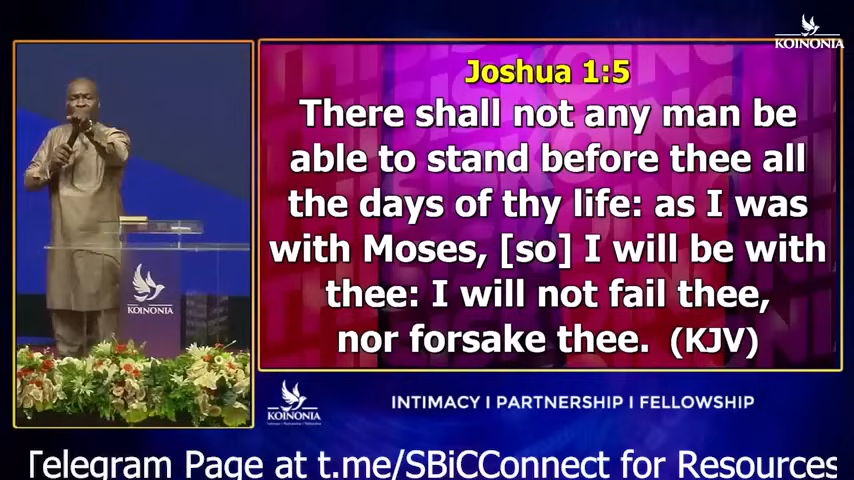 KOINONIA
Joshua 1:5
There shall not any man be
able to stand before thee all
the days of thy life: as I was
with Moses, [so] I will be with
thee: I will not fail thee,
nor forsake thee. (KJV)
KOINONIA
KOINONIA
INTIMACY I PARTNERSHIP I FELLOWSHIP
Telegram Page at t.me/SBiCConnect for Resources